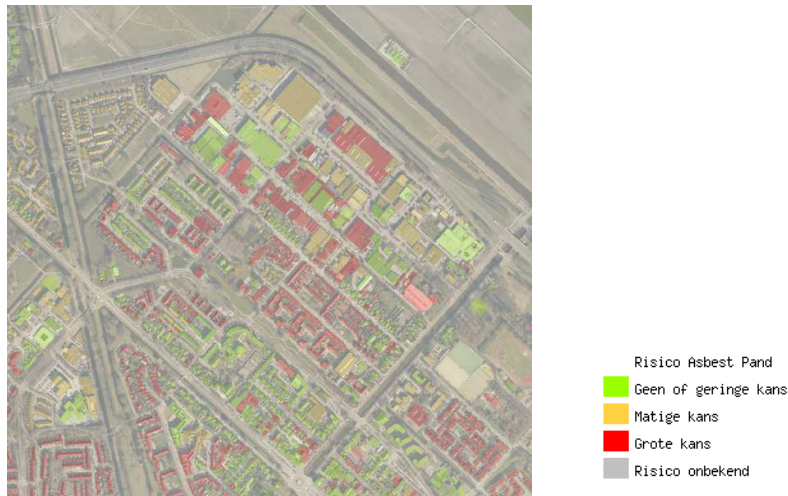 Risico Asbest Pand
Geen of geringe kans
Matige kans
Grote kans
Risico onbekend